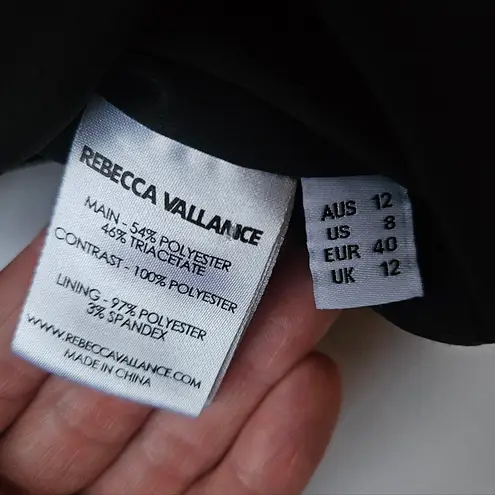 REBECCA VALLANCE
MAIN - 54% POLYESTER
46% TRIACETATE
CONTRAST - 100% POLYESTER
LINING - 97% POLYESTER
3% SPANDEX
WWW.REBECCAVALLANCE.COM
MADE IN CHINA
AUS 12
US 8
EUR 40
UK 12